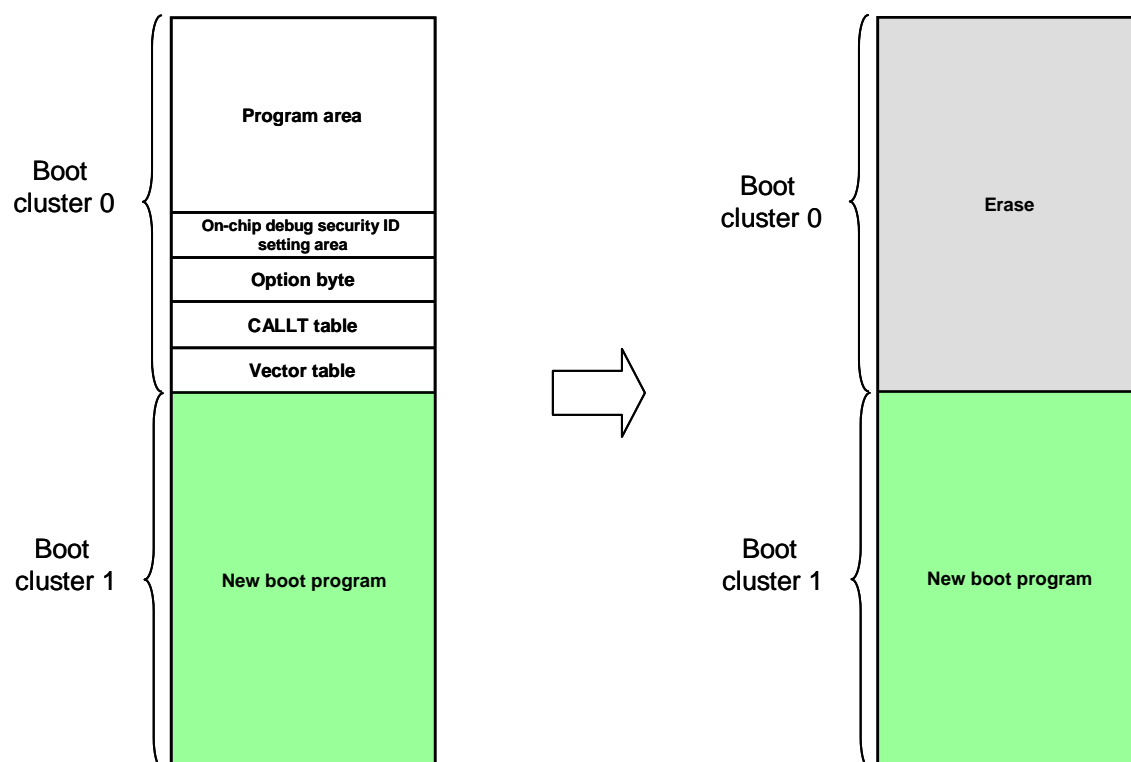 Program area
Boot
cluster 0
On-chip debug security ID
setting area
Option byte
CALLT table
Vector table
Boot
cluster 1
New boot program
Boot
cluster 0
Erase
Boot
cluster 1
New boot program